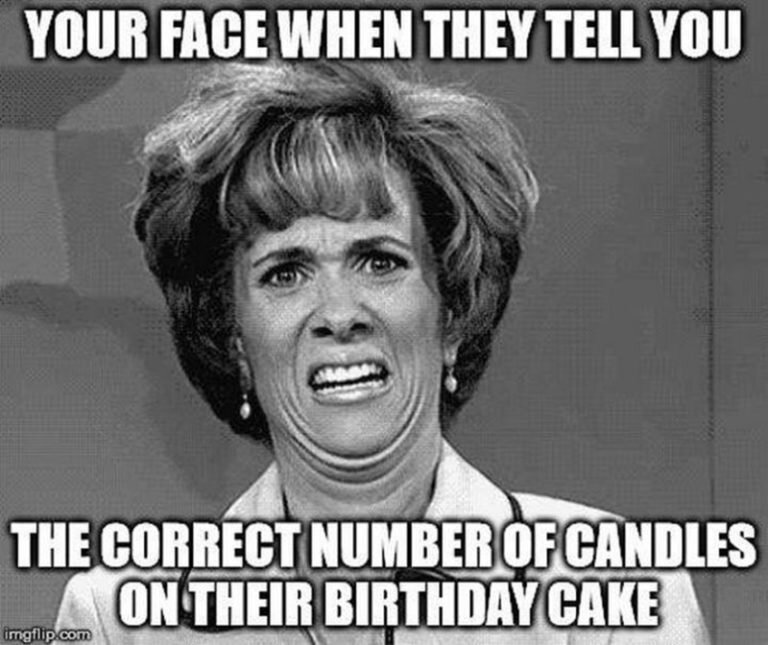 YOUR FACE WHEN THEY TELL YOU
THE CORRECT NUMBER OF CANDLES
ON THEIR BIRTHDAY CAKE
imgflip.com